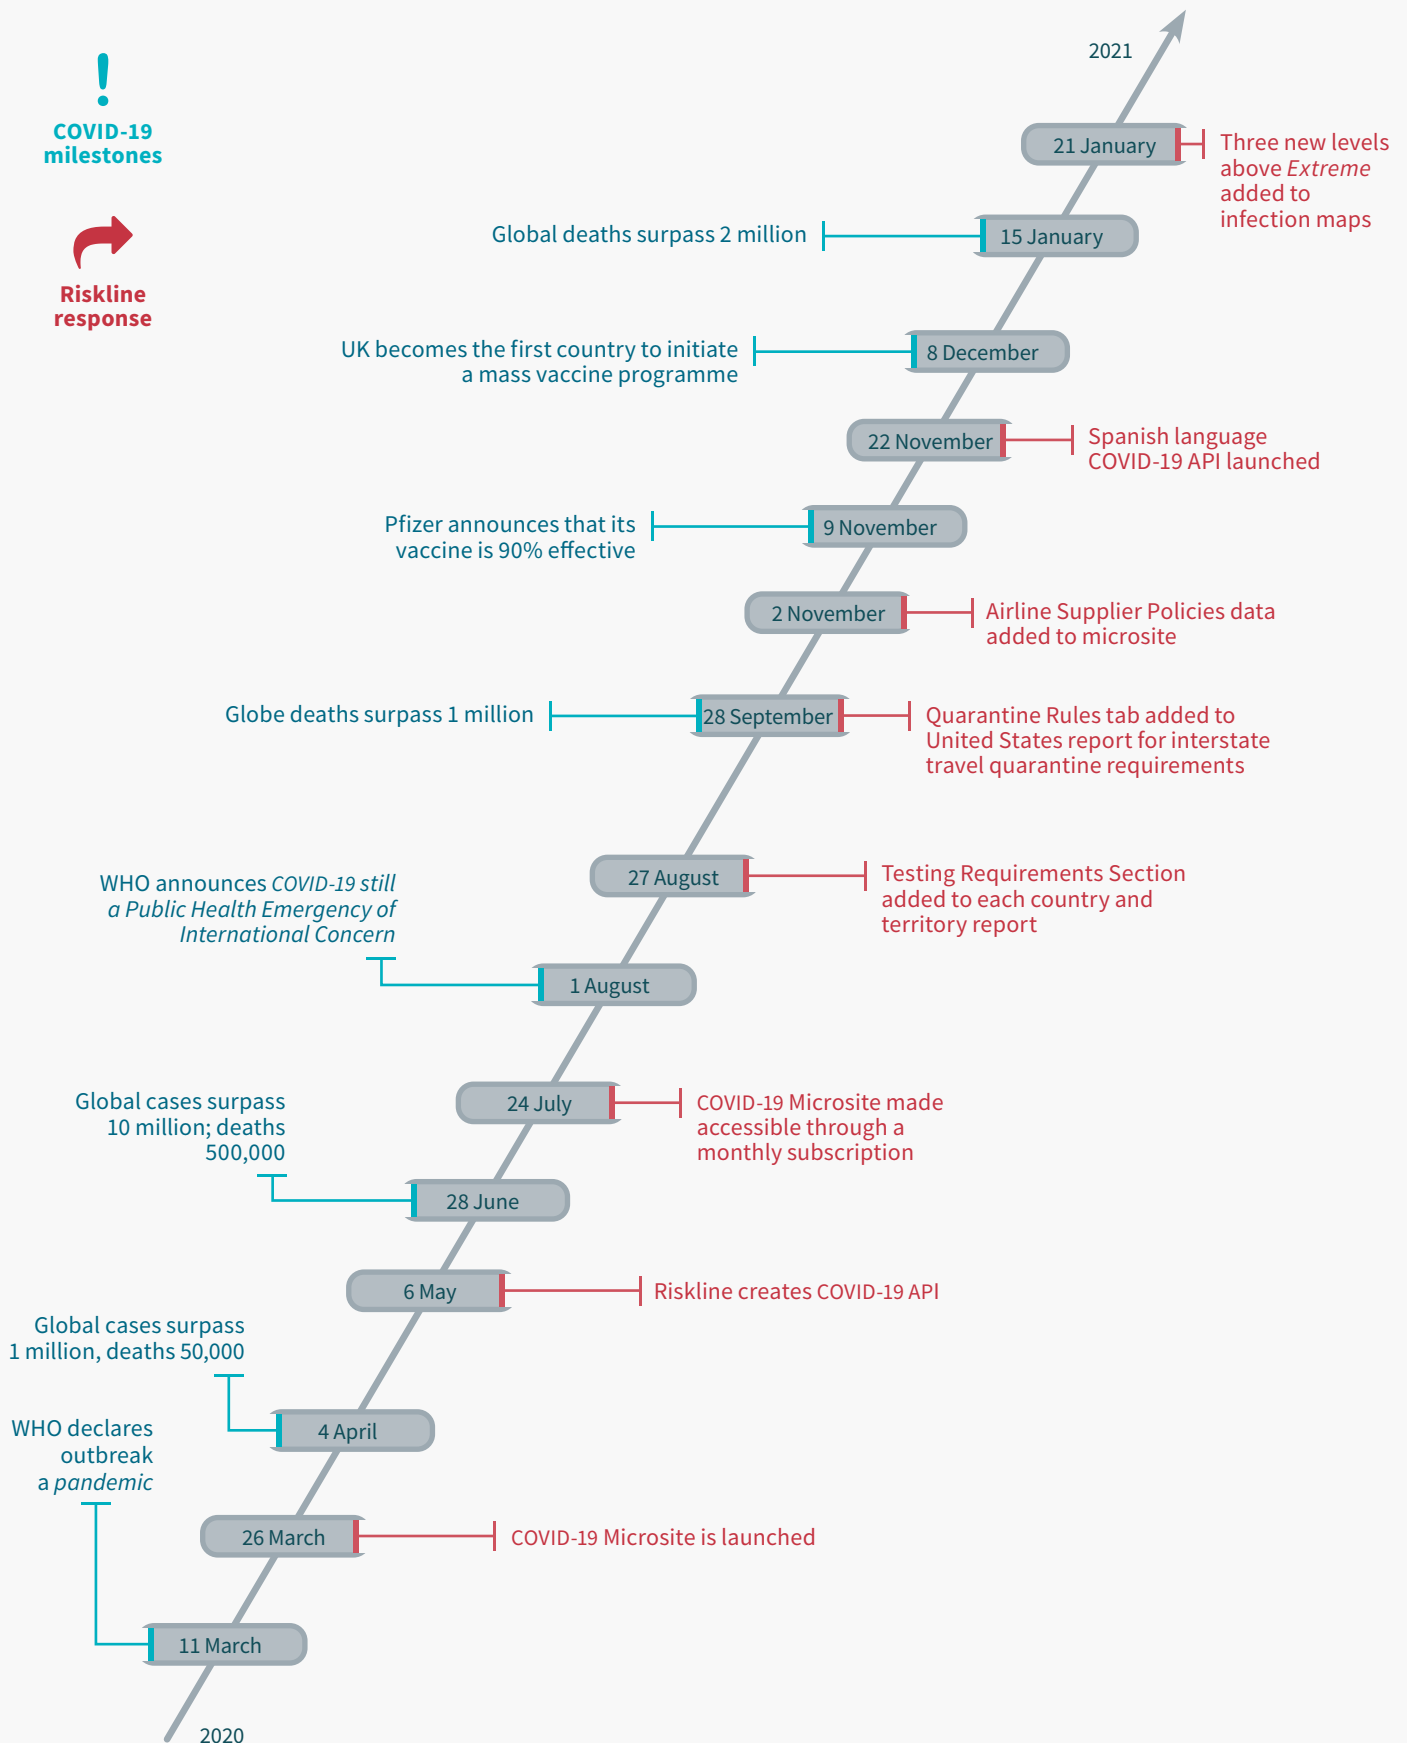 2021
COVID-19
milestones
Riskline
response
21 January
Three new levels
above Extreme
added to
infection maps
Global deaths surpass 2 million
15 January
UK becomes the first country to initiate
a mass vaccine programme
8 December
22 November
Spanish language
COVID-19 API launched
Pfizer announces that its
vaccine is 90% effective
9 November
2 November
Airline Supplier Policies data
added to microsite
Globe deaths surpass 1 million
28 September
Quarantine Rules tab added to
United States report for interstate
travel quarantine requirements
27 August
Testing Requirements Section
added to each country and
territory report
WHO announces COVID-19 still
a Public Health Emergency of
International Concern
1 August
24 July
COVID-19 Microsite made
accessible through a
monthly subscription
Global cases surpass
10 million; deaths
500,000
28 June
6 May
Riskline creates COVID-19 API
Global cases surpass
1 million, deaths 50,000
4 April
WHO declares
outbreak
a pandemic
26 March
COVID-19 Microsite is launched
11 March
2020